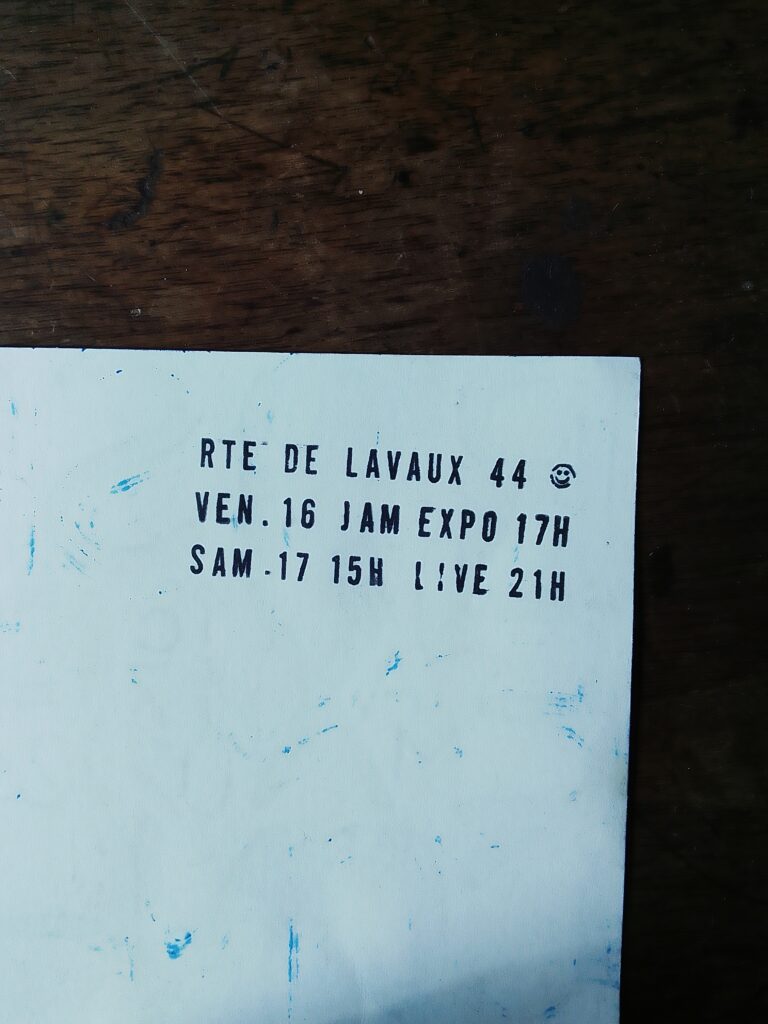 RTE DE LAVAUX 44 ☺
VEN. 16 JAM EXPO 17H
SAM. 17 15H LIVE 21H